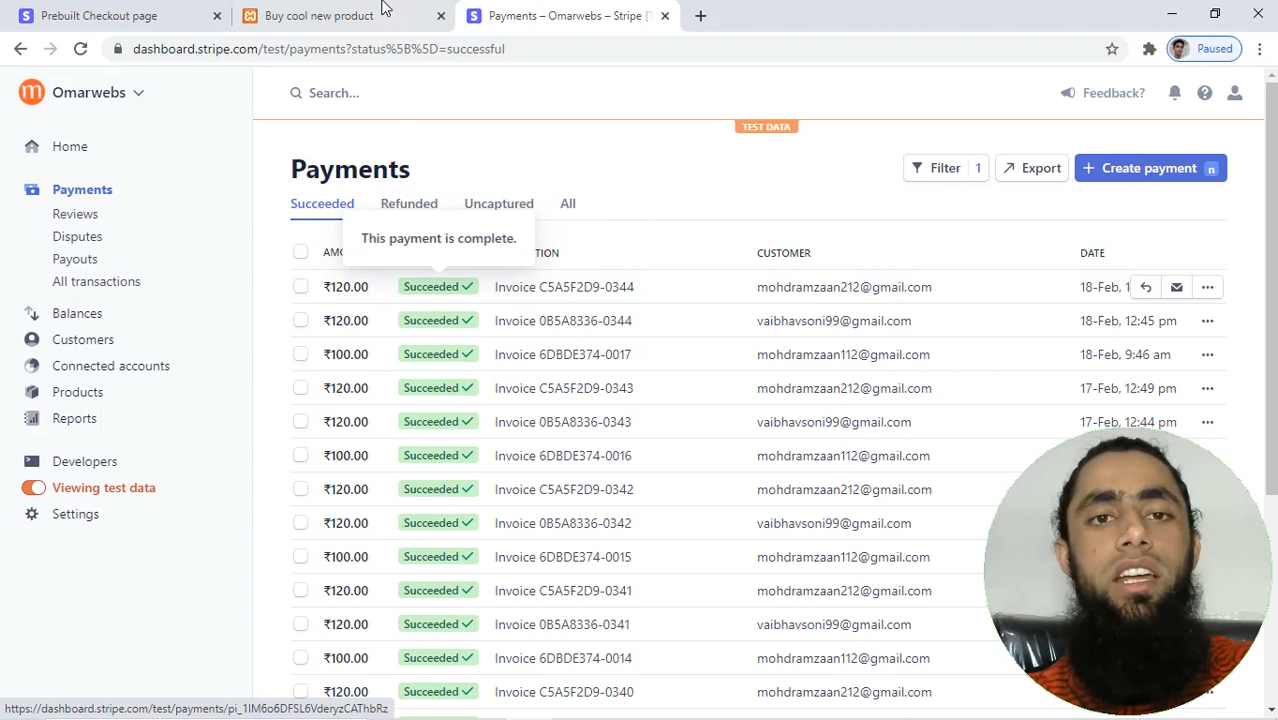 Prebuilt Checkout page
Buy cool new product
Payments – Omarwebs – Stripe [T
dashboard.stripe.com/test/payments?status%5B%5D=successful
Paused
Omarwebs
Search...
Feedback?
TEST DATA
Home
Payments
Reviews
Disputes
Payouts
All transactions
Balances
Customers
Connected accounts
Products
Reports
Developers
Viewing test data
Settings
Payments
Filter 1
Export
+ Create payment n
Succeeded Refunded Uncaptured All
This payment is complete.
CUSTOMER DATE
₹120.00 Succeeded Invoice C5A5F2D9-0344 mohdramzaan212@gmail.com 18-Feb, 1
₹120.00 Succeeded Invoice 0B5A8336-0344 vaibhavsoni99@gmail.com 18-Feb, 12:45 pm
₹100.00 Succeeded Invoice 6DBDE374-0017 mohdramzaan112@gmail.com 18-Feb, 9:46 am
₹120.00 Succeeded Invoice C5A5F2D9-0343 mohdramzaan212@gmail.com 17-Feb, 12:49 pm
₹120.00 Succeeded Invoice 0B5A8336-0343 vaibhavsoni99@gmail.com 17-Feb, 12:44 pm
₹100.00 Succeeded Invoice 6DBDE374-0016 mohdramzaan112@gmail.com
₹120.00 Succeeded Invoice C5A5F2D9-0342 mohdramzaan212@gmail.com
₹120.00 Succeeded Invoice 0B5A8336-0342 vaibhavsoni99@gmail.com
₹100.00 Succeeded Invoice 6DBDE374-0015 mohdramzaan112@gmail.com
₹120.00 Succeeded Invoice C5A5F2D9-0341 mohdramzaan212@gmail.com
₹120.00 Succeeded Invoice 0B5A8336-0341 vaibhavsoni99@gmail.com
₹100.00 Succeeded Invoice 6DBDE374-0014 mohdramzaan112@gmail.com
₹120.00 Succeeded Invoice C5A5F2D9-0340 mohdramzaan212@gmail.com
https://dashboard.stripe.com/test/payments/pi_1IM6o6DFSL6VderyzCAThbRz